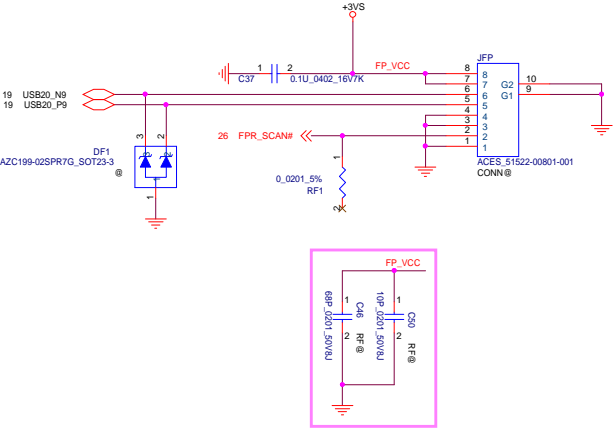 +3VS
C37
1
2
0.1U_0402_16V7K
FP_VCC
JFP
19 USB20_N9
19 USB20_P9
8 8
7 7
6 6
5 5
4 4
3 3
2 2
1 1
G2 10
G1 9
26 FPR_SCAN#
3
2
DF1
AZC199-02SPR7G_SOT23-3
@
1
1
0_0201_5%
RF1
2
ACES_51522-00801-001
CONN@
FP_VCC
1
C46
68P_0201_50V8J
2
RF@
1
C50
10P_0201_50V8J
2
RF@